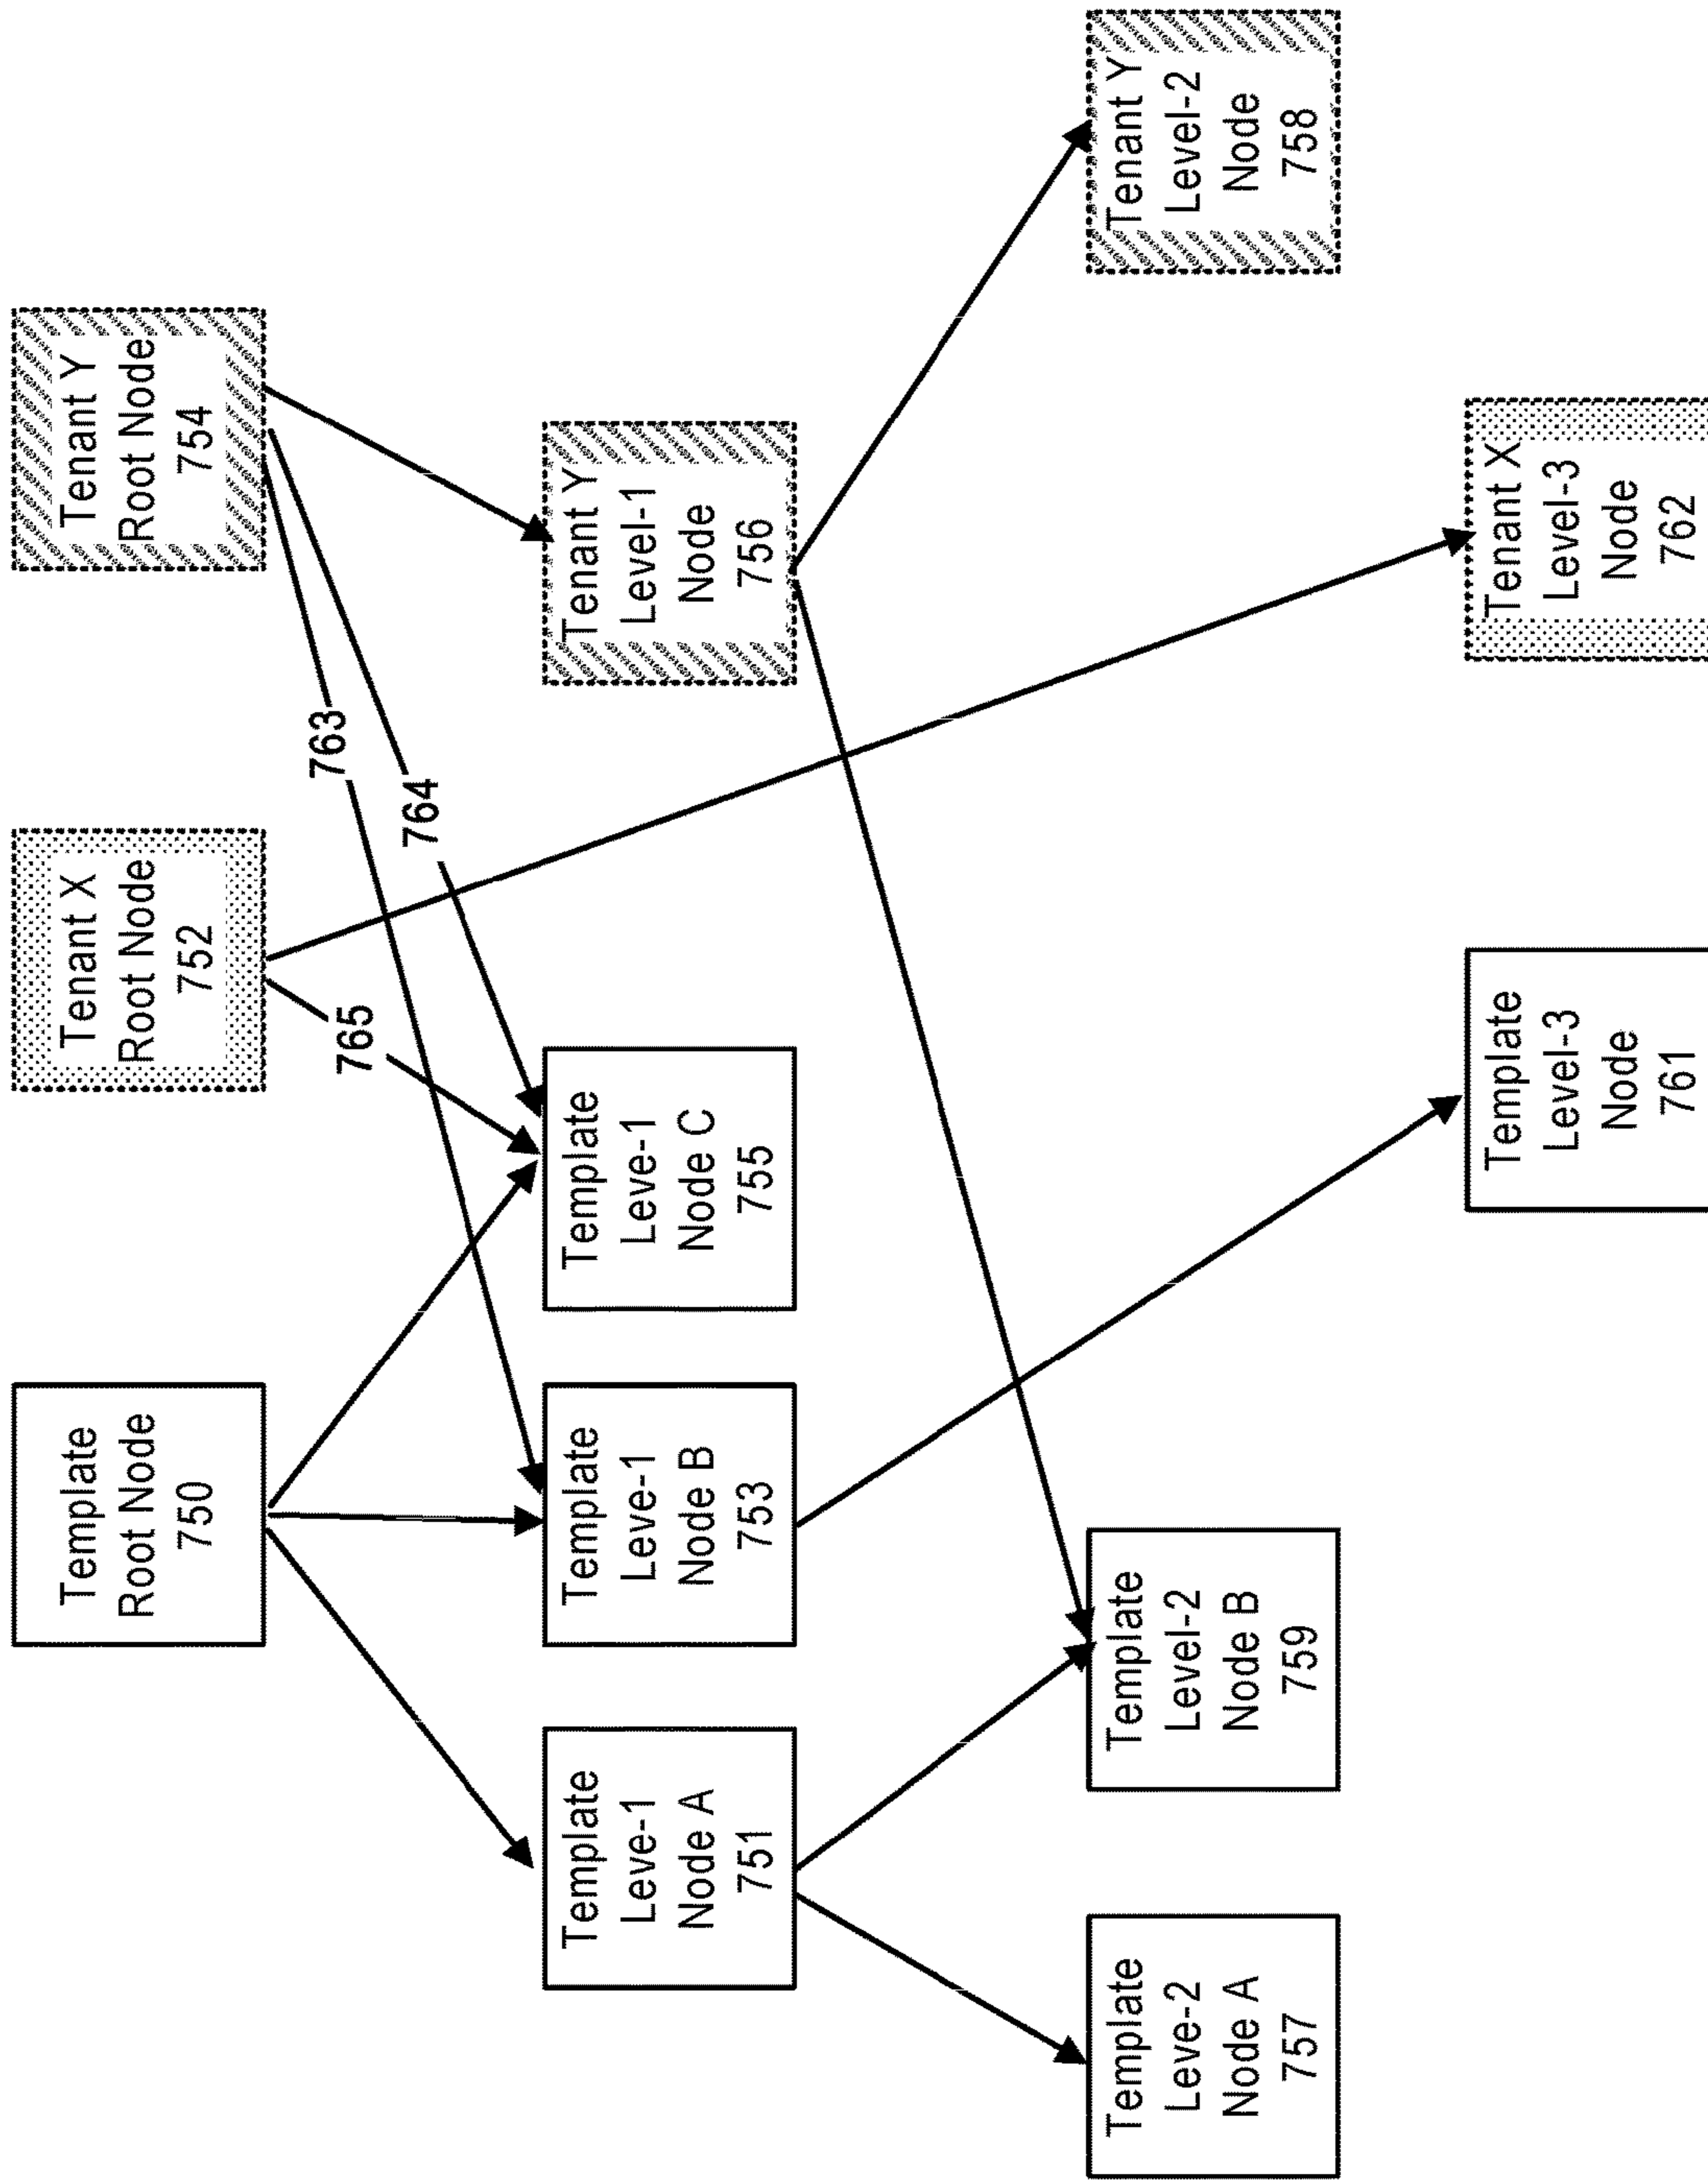 Template
Root Node
750
Tenant X
Root Node
752
Tenant Y
Root Node
754
763
764
765
Template
Leve-1
Node A
751
Template
Leve-1
Node B
753
Template
Leve-1
Node C
755
Tenant Y
Level-1
Node
756
Template
Leve-2
Node A
757
Template
Level-2
Node B
759
Tenant Y
Level-2
Node
758
Template
Level-3
Node
761
Tenant X
Level-3
Node
762